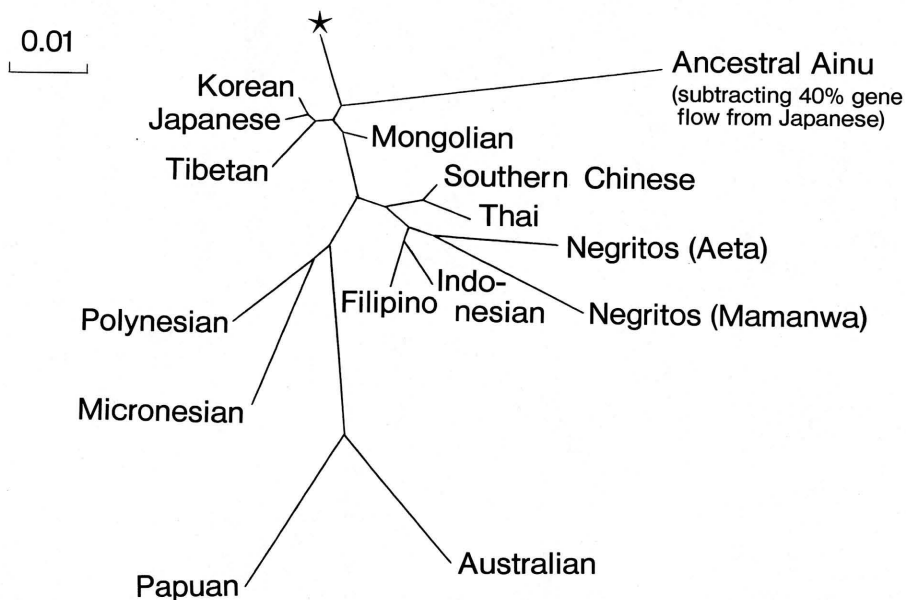 0.01
Ancestral Ainu
(subtracting 40% gene
flow from Japanese)
Korean
Japanese
Tibetan
Mongolian
Southern Chinese
Thai
Negritos (Aeta)
Indo-
nesian
Filipino
Negritos (Mamanwa)
Polynesian
Micronesian
Australian
Papuan